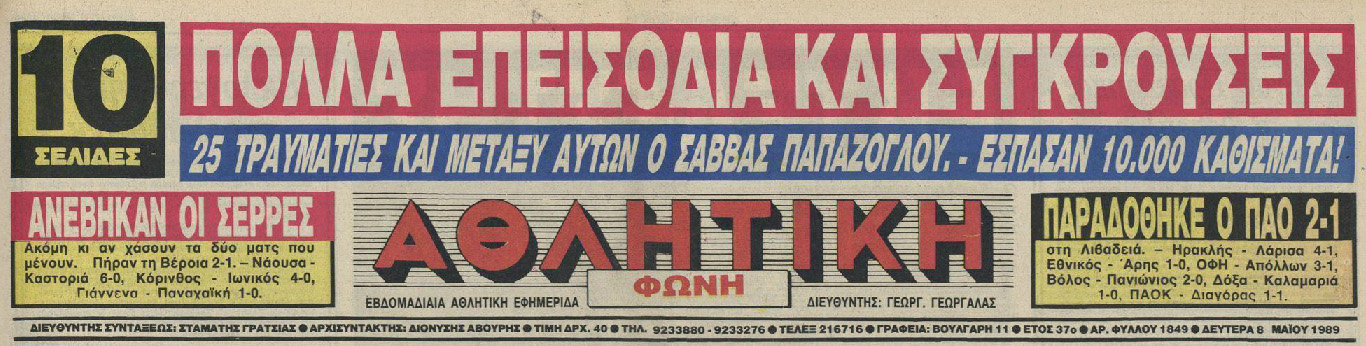 10
ΣΕΛΙΔΕΣ
ΠΟΛΛΑ ΕΠΕΙΣΟΔΙΑ ΚΑΙ ΣΥΓΚΡΟΥΣΕΙΣ
25 ΤΡΑΥΜΑΤΙΕΣ ΚΑΙ ΜΕΤΑΞΥ ΑΥΤΩΝ Ο ΣΑΒΒΑΣ ΠΑΠΑΖΟΓΛΟΥ. - ΕΣΠΑΣΑΝ 10.000 ΚΑΘΙΣΜΑΤΑ!
ΑΝΕΒΗΚΑΝ ΟΙ ΣΕΡΡΕΣ
Ακόμη κι αν χάσουν τα δύο ματς που
μένουν. Πήραν τη Βέροια 2-1. – Νάουσα -
Καστοριά 6-0, Κόρινθος - Ιωνικός 4-0,
Γιάννενα - Παναχαϊκή 1-0.
ΑΘΛΗΤΙΚΗ
ΦΩΝΗ
ΕΒΔΟΜΑΔΙΑΙΑ ΑΘΛΗΤΙΚΗ ΕΦΗΜΕΡΙΔΑ
ΔΙΕΥΘΥΝΤΗΣ: ΓΕΩΡΓ. ΓΕΩΡΓΑΛΑΣ
ΠΑΡΑΔΟΘΗΚΕ Ο ΠΑΟ 2-1
στη Λιβαδειά. – Ηρακλής - Λάρισα 4-1,
Εθνικός - Άρης 1-0, ΟΦΗ - Απόλλων 3-1,
Βόλος - Πανιώνιος 2-0, Δόξα - Καλαμαριά
1-0, ΠΑΟΚ - Διαγόρας 1-1.
ΔΙΕΥΘΥΝΤΗΣ ΣΥΝΤΑΞΕΩΣ: ΣΤΑΜΑΤΗΣ ΓΡΑΤΣΙΑΣ ● ΑΡΧΙΣΥΝΤΑΚΤΗΣ: ΔΙΟΝΥΣΗΣ ΑΒΟΥΡΗΣ ● ΤΙΜΗ ΔΡΧ. 40 ● ΤΗΛ. 9233880 - 9233276 ● ΤΕΛΕΞ 216716 ● ΓΡΑΦΕΙΑ: ΒΟΥΛΓΑΡΗ 11 ● ΕΤΟΣ 37ο ● ΑΡ. ΦΥΛΛΟΥ 1849 ● ΔΕΥΤΕΡΑ 8 ΜΑΪΟΥ 1989